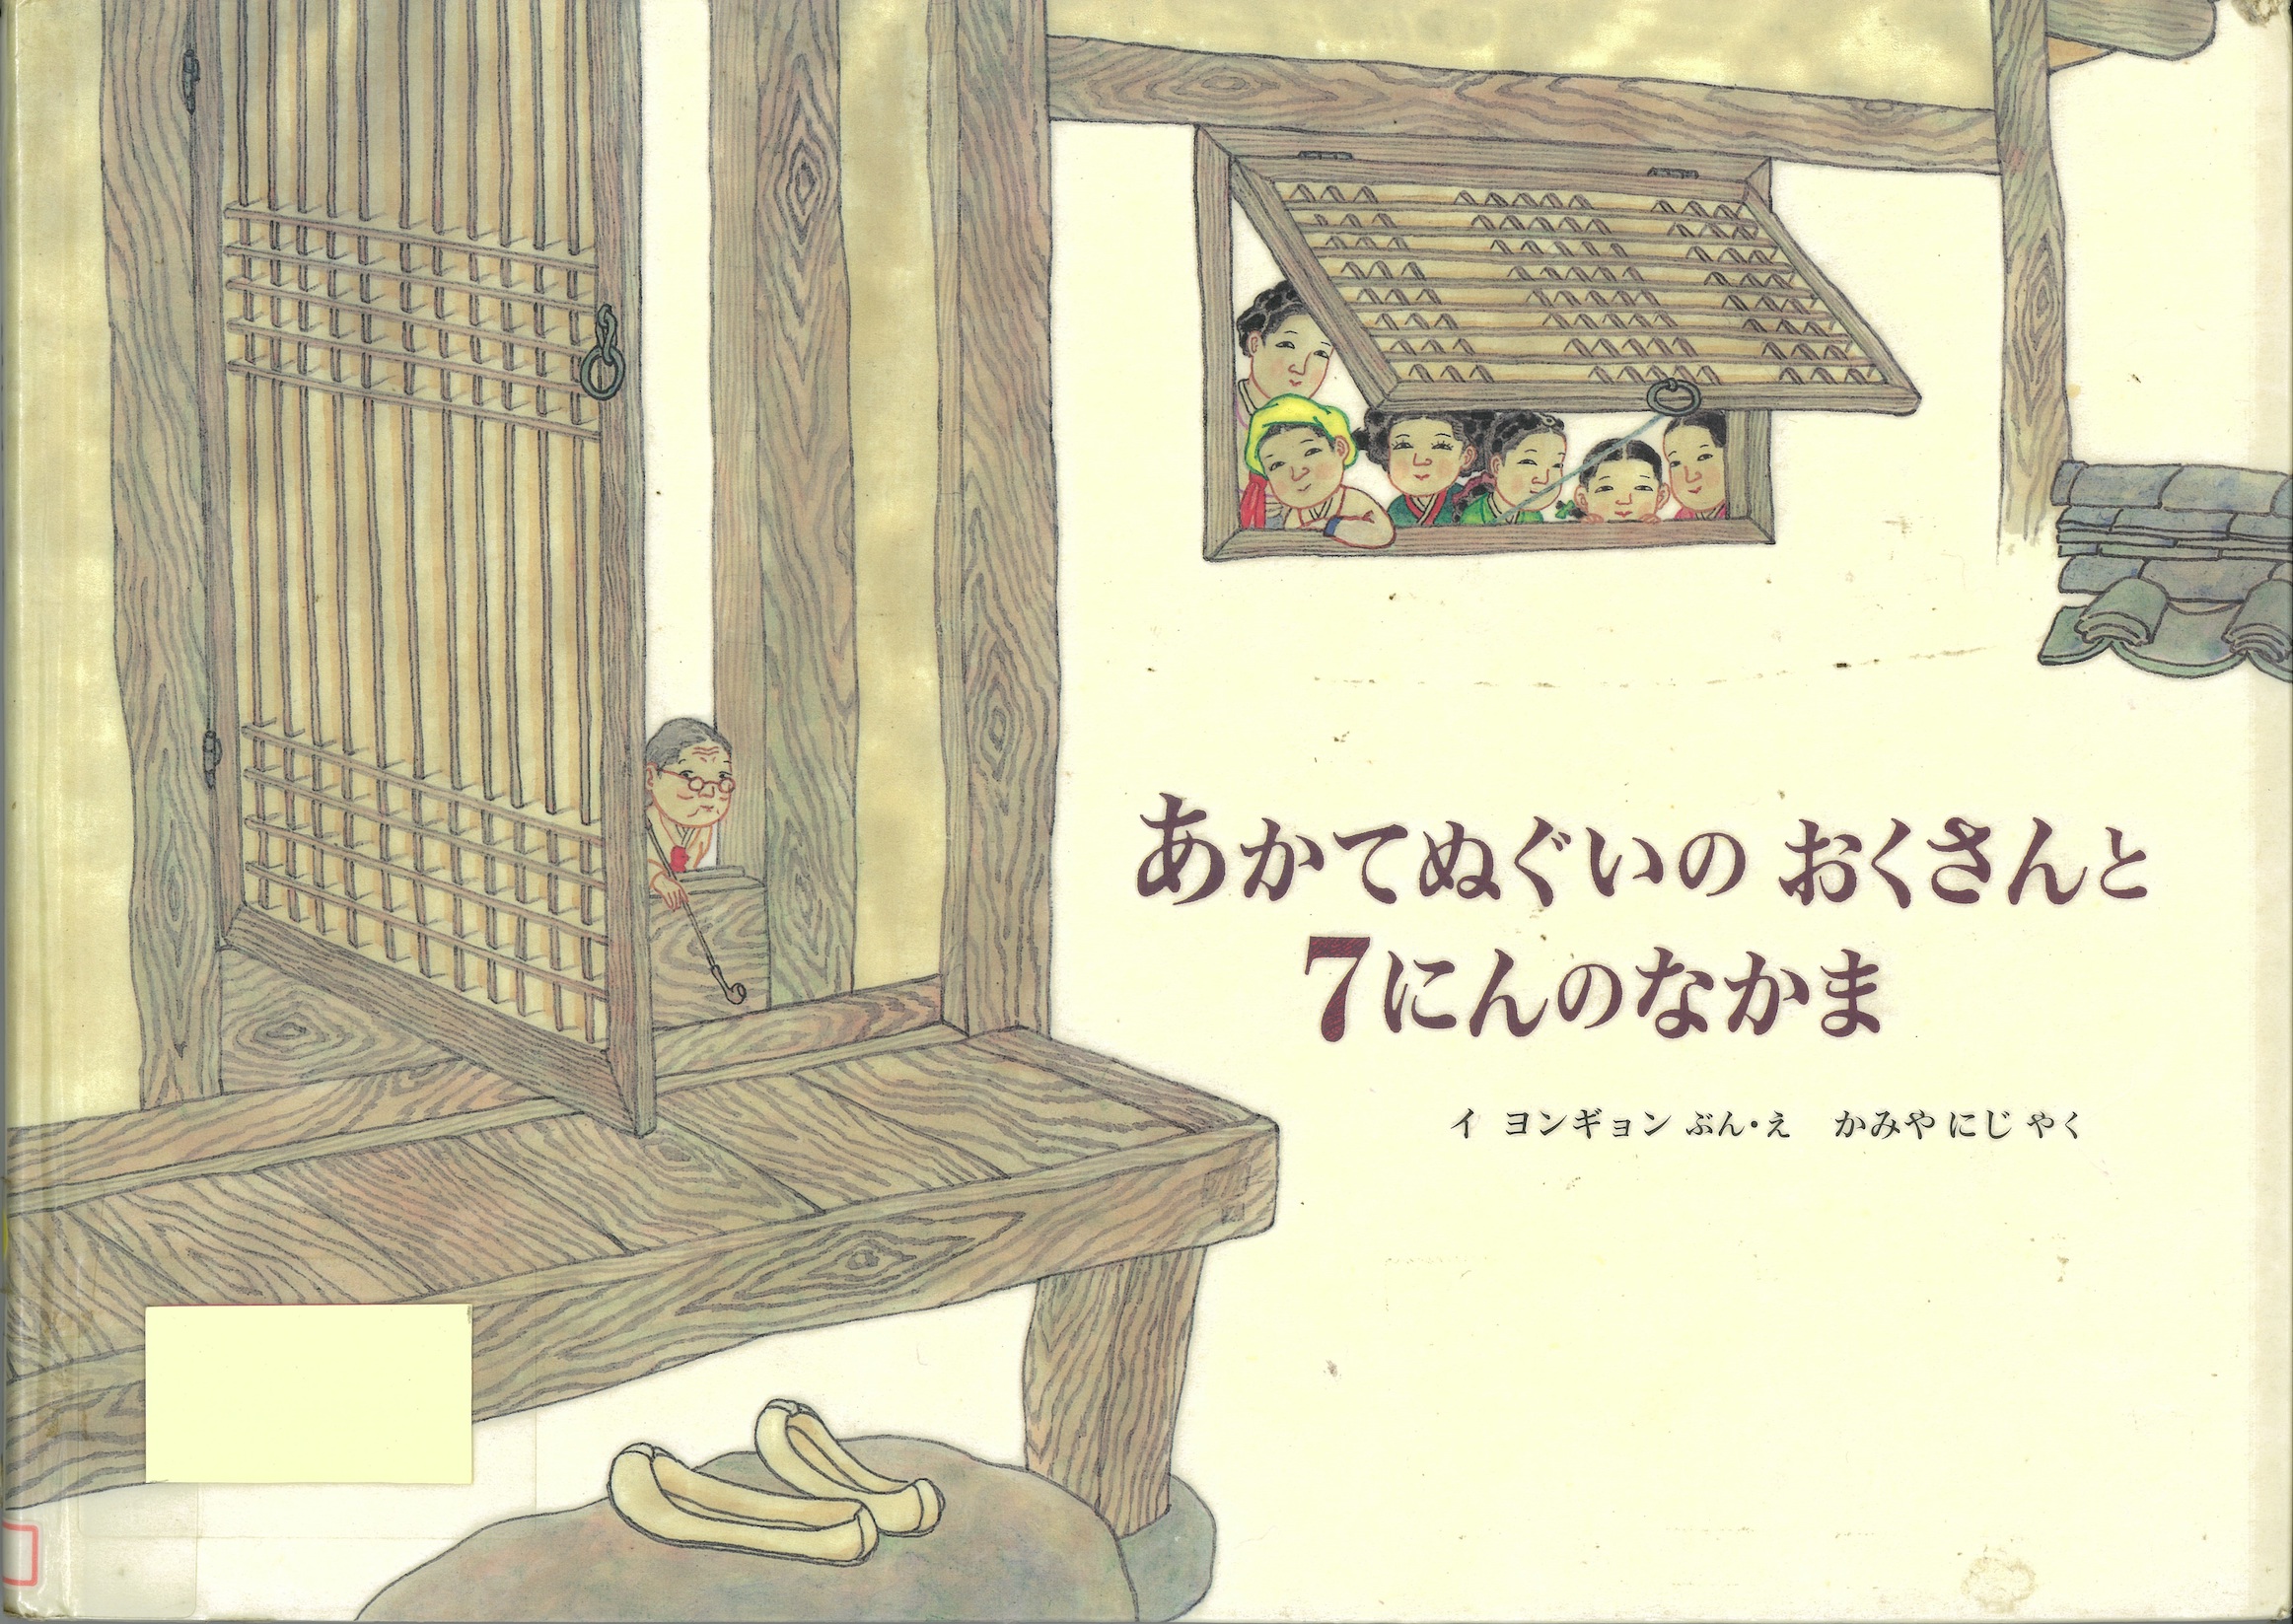 あかてぬぐいの おくさんと
7にんのなかま
イ ヨンギョン ぶん・え　かみや にじ やく